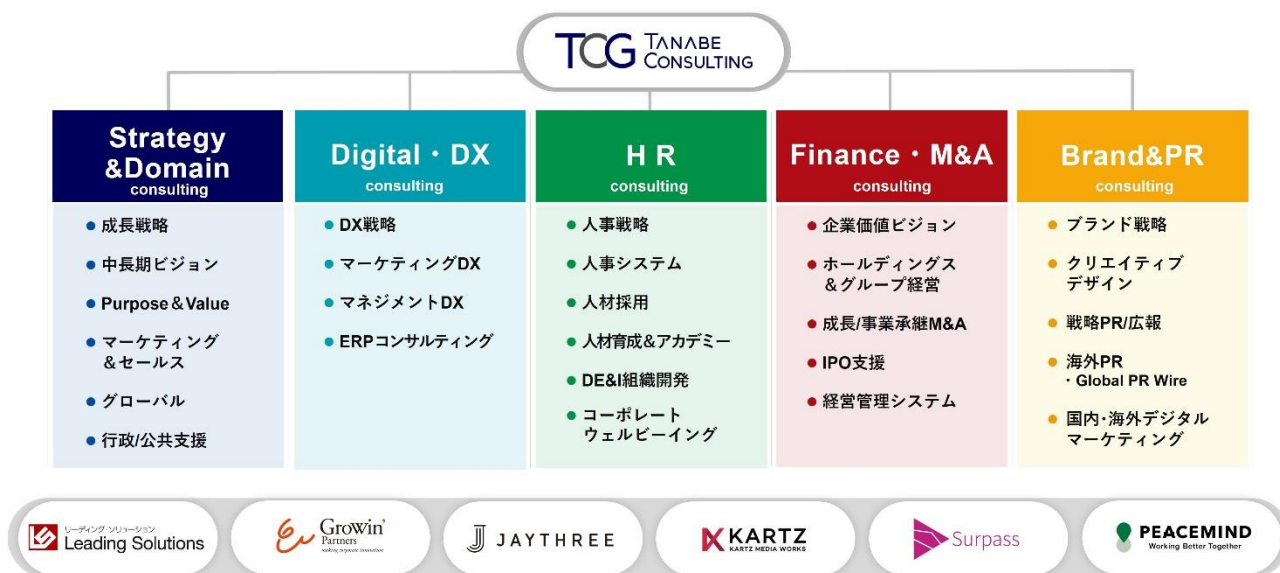 TCG TANABE
CONSULTING
Strategy
&Domain
consulting
● 成長戦略
● 中長期ビジョン
● Purpose＆Value
● マーケティング
＆セールス
● グローバル
● 行政/公共支援
Digital・DX
consulting
● DX戦略
● マーケティングDX
● マネジメントDX
● ERPコンサルティング
HR
consulting
● 人事戦略
● 人事システム
● 人材採用
● 人材育成＆アカデミー
● DE&I組織開発
● コーポレート
ウェルビーイング
Finance・M&A
consulting
● 企業価値ビジョン
● ホールディングス
＆グループ経営
● 成長/事業承継M&A
● IPO支援
● 経営管理システム
Brand&PR
consulting
● ブランド戦略
● クリエイティブ
デザイン
● 戦略PR/広報
● 海外PR
・Global PR Wire
● 国内・海外デジタル
マーケティング
リーディング・ソリューション
Leading Solutions
GroWin'
Partners
making corporate innovation
JAYTHREE
KARTZ
KARTZ MEDIA WORKS
Surpass
PEACEMIND
Working Better Together